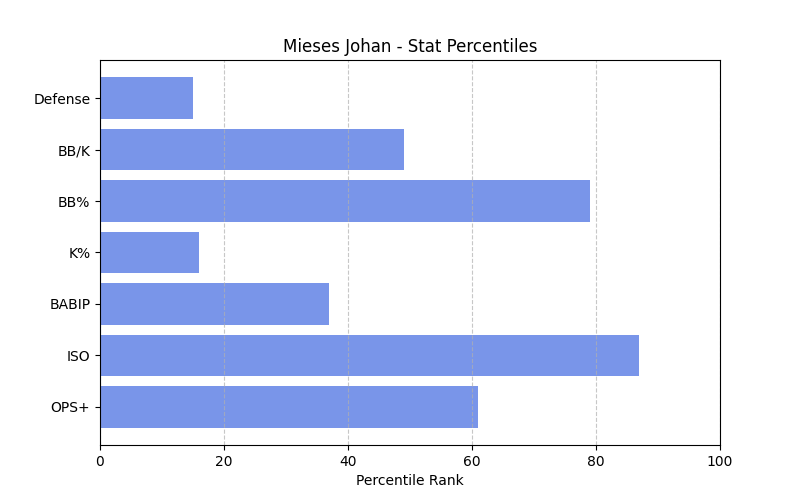 Mieses Johan - Stat Percentiles
Defense
BB/K
BB%
K%
BABIP
ISO
OPS+
0 20 40 60 80 100
Percentile Rank